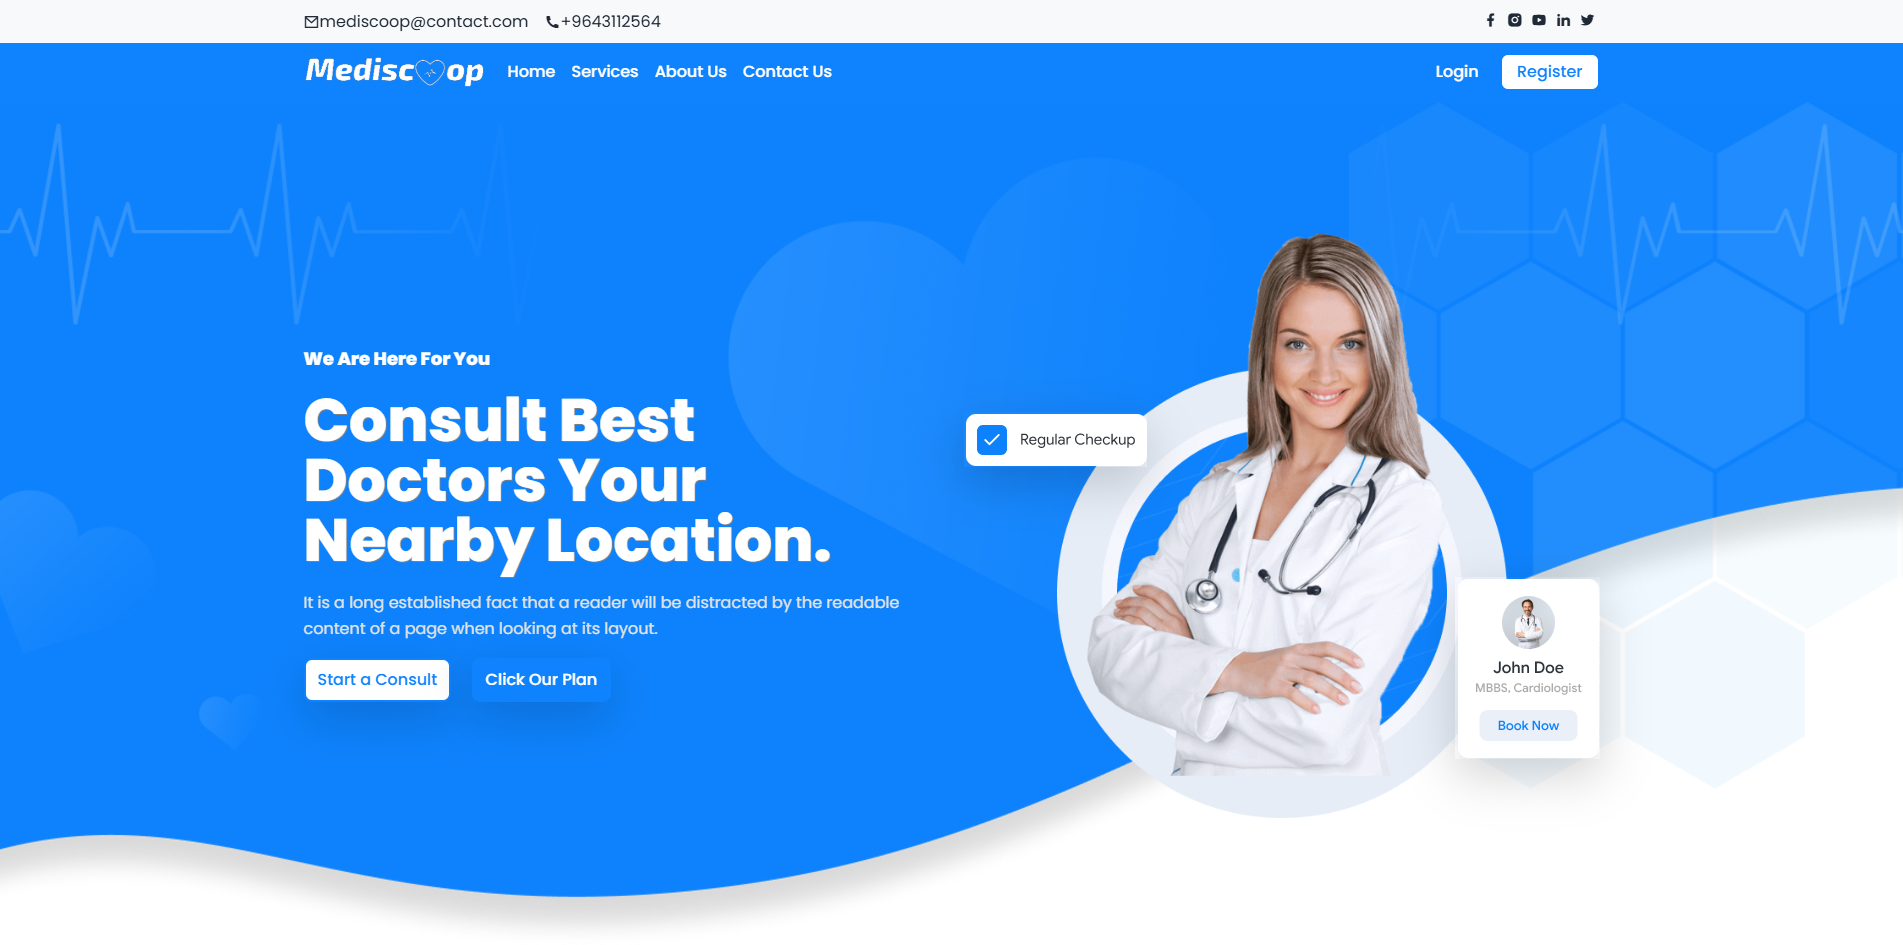 mediscoop@contact.com +9643112564
Mediscoop Home Services About Us Contact Us Login Register
We Are Here For You
Consult Best
Doctors Your
Nearby Location.
It is a long established fact that a reader will be distracted by the readable
content of a page when looking at its layout.
Start a Consult Click Our Plan
Regular Checkup
John Doe
MBBS, Cardiologist
Book Now